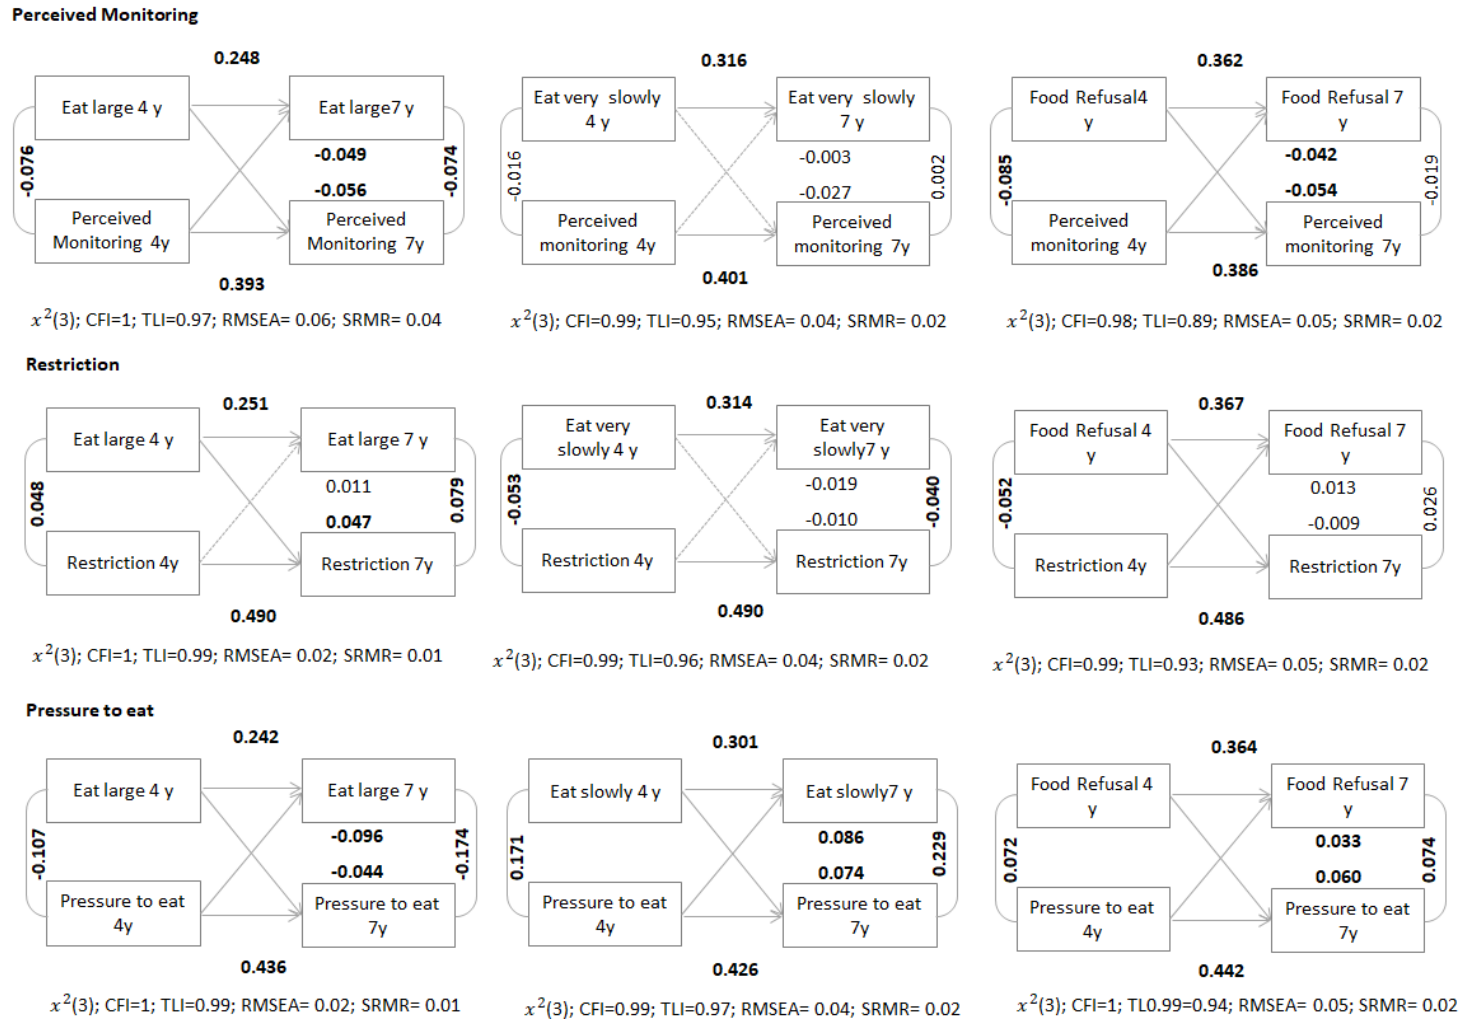 Perceived Monitoring
0.248
Eat large 4 y
Eat large7 y
-0.076
-0.049
-0.056
-0.074
Perceived
Monitoring 4y
Perceived
Monitoring 7y
0.393
x²(3); CFI=1; TLI=0.97; RMSEA= 0.06; SRMR= 0.04
0.316
Eat very slowly
4 y
Eat very slowly
7 y
-0.016
-0.003
-0.027
0.002
Perceived
monitoring 4y
Perceived
monitoring 7y
0.401
x²(3); CFI=0.99; TLI=0.95; RMSEA= 0.04; SRMR= 0.02
0.362
Food Refusal4
y
Food Refusal 7
y
-0.085
-0.042
-0.054
-0.019
Perceived
monitoring 4y
Perceived
monitoring 7y
0.386
x²(3); CFI=0.98; TLI=0.89; RMSEA= 0.05; SRMR= 0.02
Restriction
0.251
Eat large 4 y
Eat large 7 y
0.048
0.011
0.047
0.079
Restriction 4y
Restriction 7y
0.490
x²(3); CFI=1; TLI=0.99; RMSEA= 0.02; SRMR= 0.01
0.314
Eat very
slowly 4 y
Eat very
slowly7 y
-0.053
-0.019
-0.010
-0.040
Restriction 4y
Restriction 7y
0.490
x²(3); CFI=0.99; TLI=0.96; RMSEA= 0.04; SRMR= 0.02
0.367
Food Refusal 4
y
Food Refusal 7
y
-0.052
0.013
-0.009
0.026
Restriction 4y
Restriction 7y
0.486
x²(3); CFI=0.99; TLI=0.93; RMSEA= 0.05; SRMR= 0.02
Pressure to eat
0.242
Eat large 4 y
Eat large 7 y
-0.107
-0.096
-0.044
-0.174
Pressure to eat
4y
Pressure to eat
7y
0.436
x²(3); CFI=1; TLI=0.99; RMSEA= 0.02; SRMR= 0.01
0.301
Eat slowly 4 y
Eat slowly7 y
0.171
0.086
0.074
0.229
Pressure to eat
4y
Pressure to eat
7y
0.426
x²(3); CFI=0.99; TLI=0.97; RMSEA= 0.04; SRMR= 0.02
0.364
Food Refusal 4
y
Food Refusal 7
y
0.072
0.033
0.060
0.074
Pressure to eat
4y
Pressure to eat
7y
0.442
x²(3); CFI=1; TL0.99=0.94; RMSEA= 0.05; SRMR= 0.02